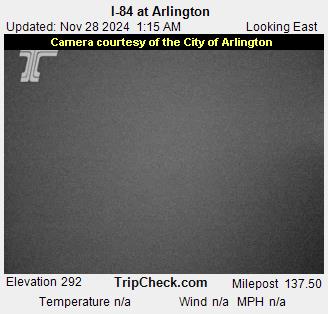 I-84 at Arlington
Updated: Nov 28 2024 1:15 AM Looking East
Camera courtesy of the City of Arlington
Elevation 292 TripCheck.com Milepost 137.50
Temperature n/a Wind n/a MPH n/a